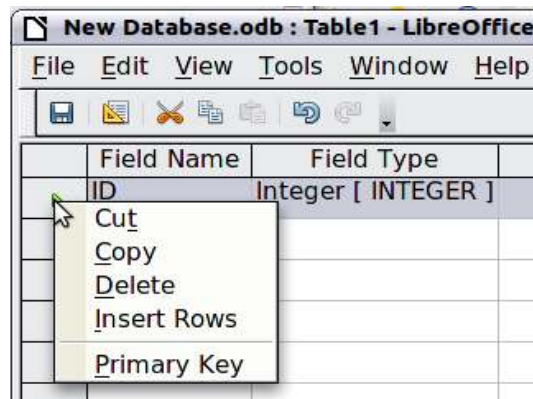 New Database.odb : Table1 - LibreOffice
File Edit View Tools Window Help
Field Name Field Type
ID Integer [ INTEGER ]
Cut
Copy
Delete
Insert Rows
Primary Key